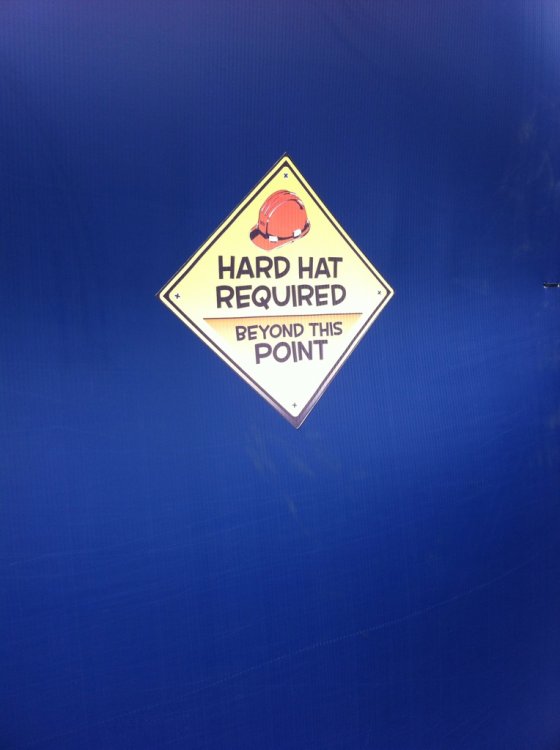 HARD HAT
REQUIRED
BEYOND THIS
POINT